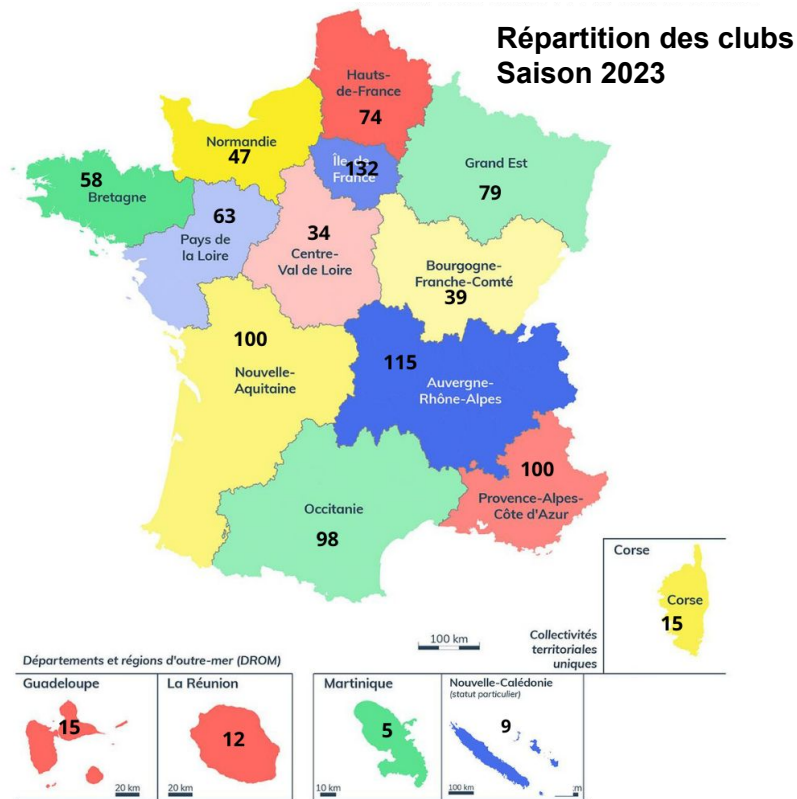 Répartition des clubs
Saison 2023
Hauts-
de-France
74
Normandie
47
Île-de-
France
132
Grand Est
79
58
Bretagne
63
Pays de
la Loire
34
Centre-
Val de Loire
Bourgogne-
Franche-Comté
39
100
Nouvelle-
Aquitaine
115
Auvergne-
Rhône-Alpes
100
Provence-Alpes-
Côte d'Azur
Occitanie
98
Corse
Corse
15
100 km
Collectivités
territoriales
uniques
Départements et régions d'outre-mer (DROM)
Guadeloupe
15
20 km
La Réunion
12
20 km
Martinique
5
10 km
Nouvelle-Calédonie
(statut particulier)
9
100 km